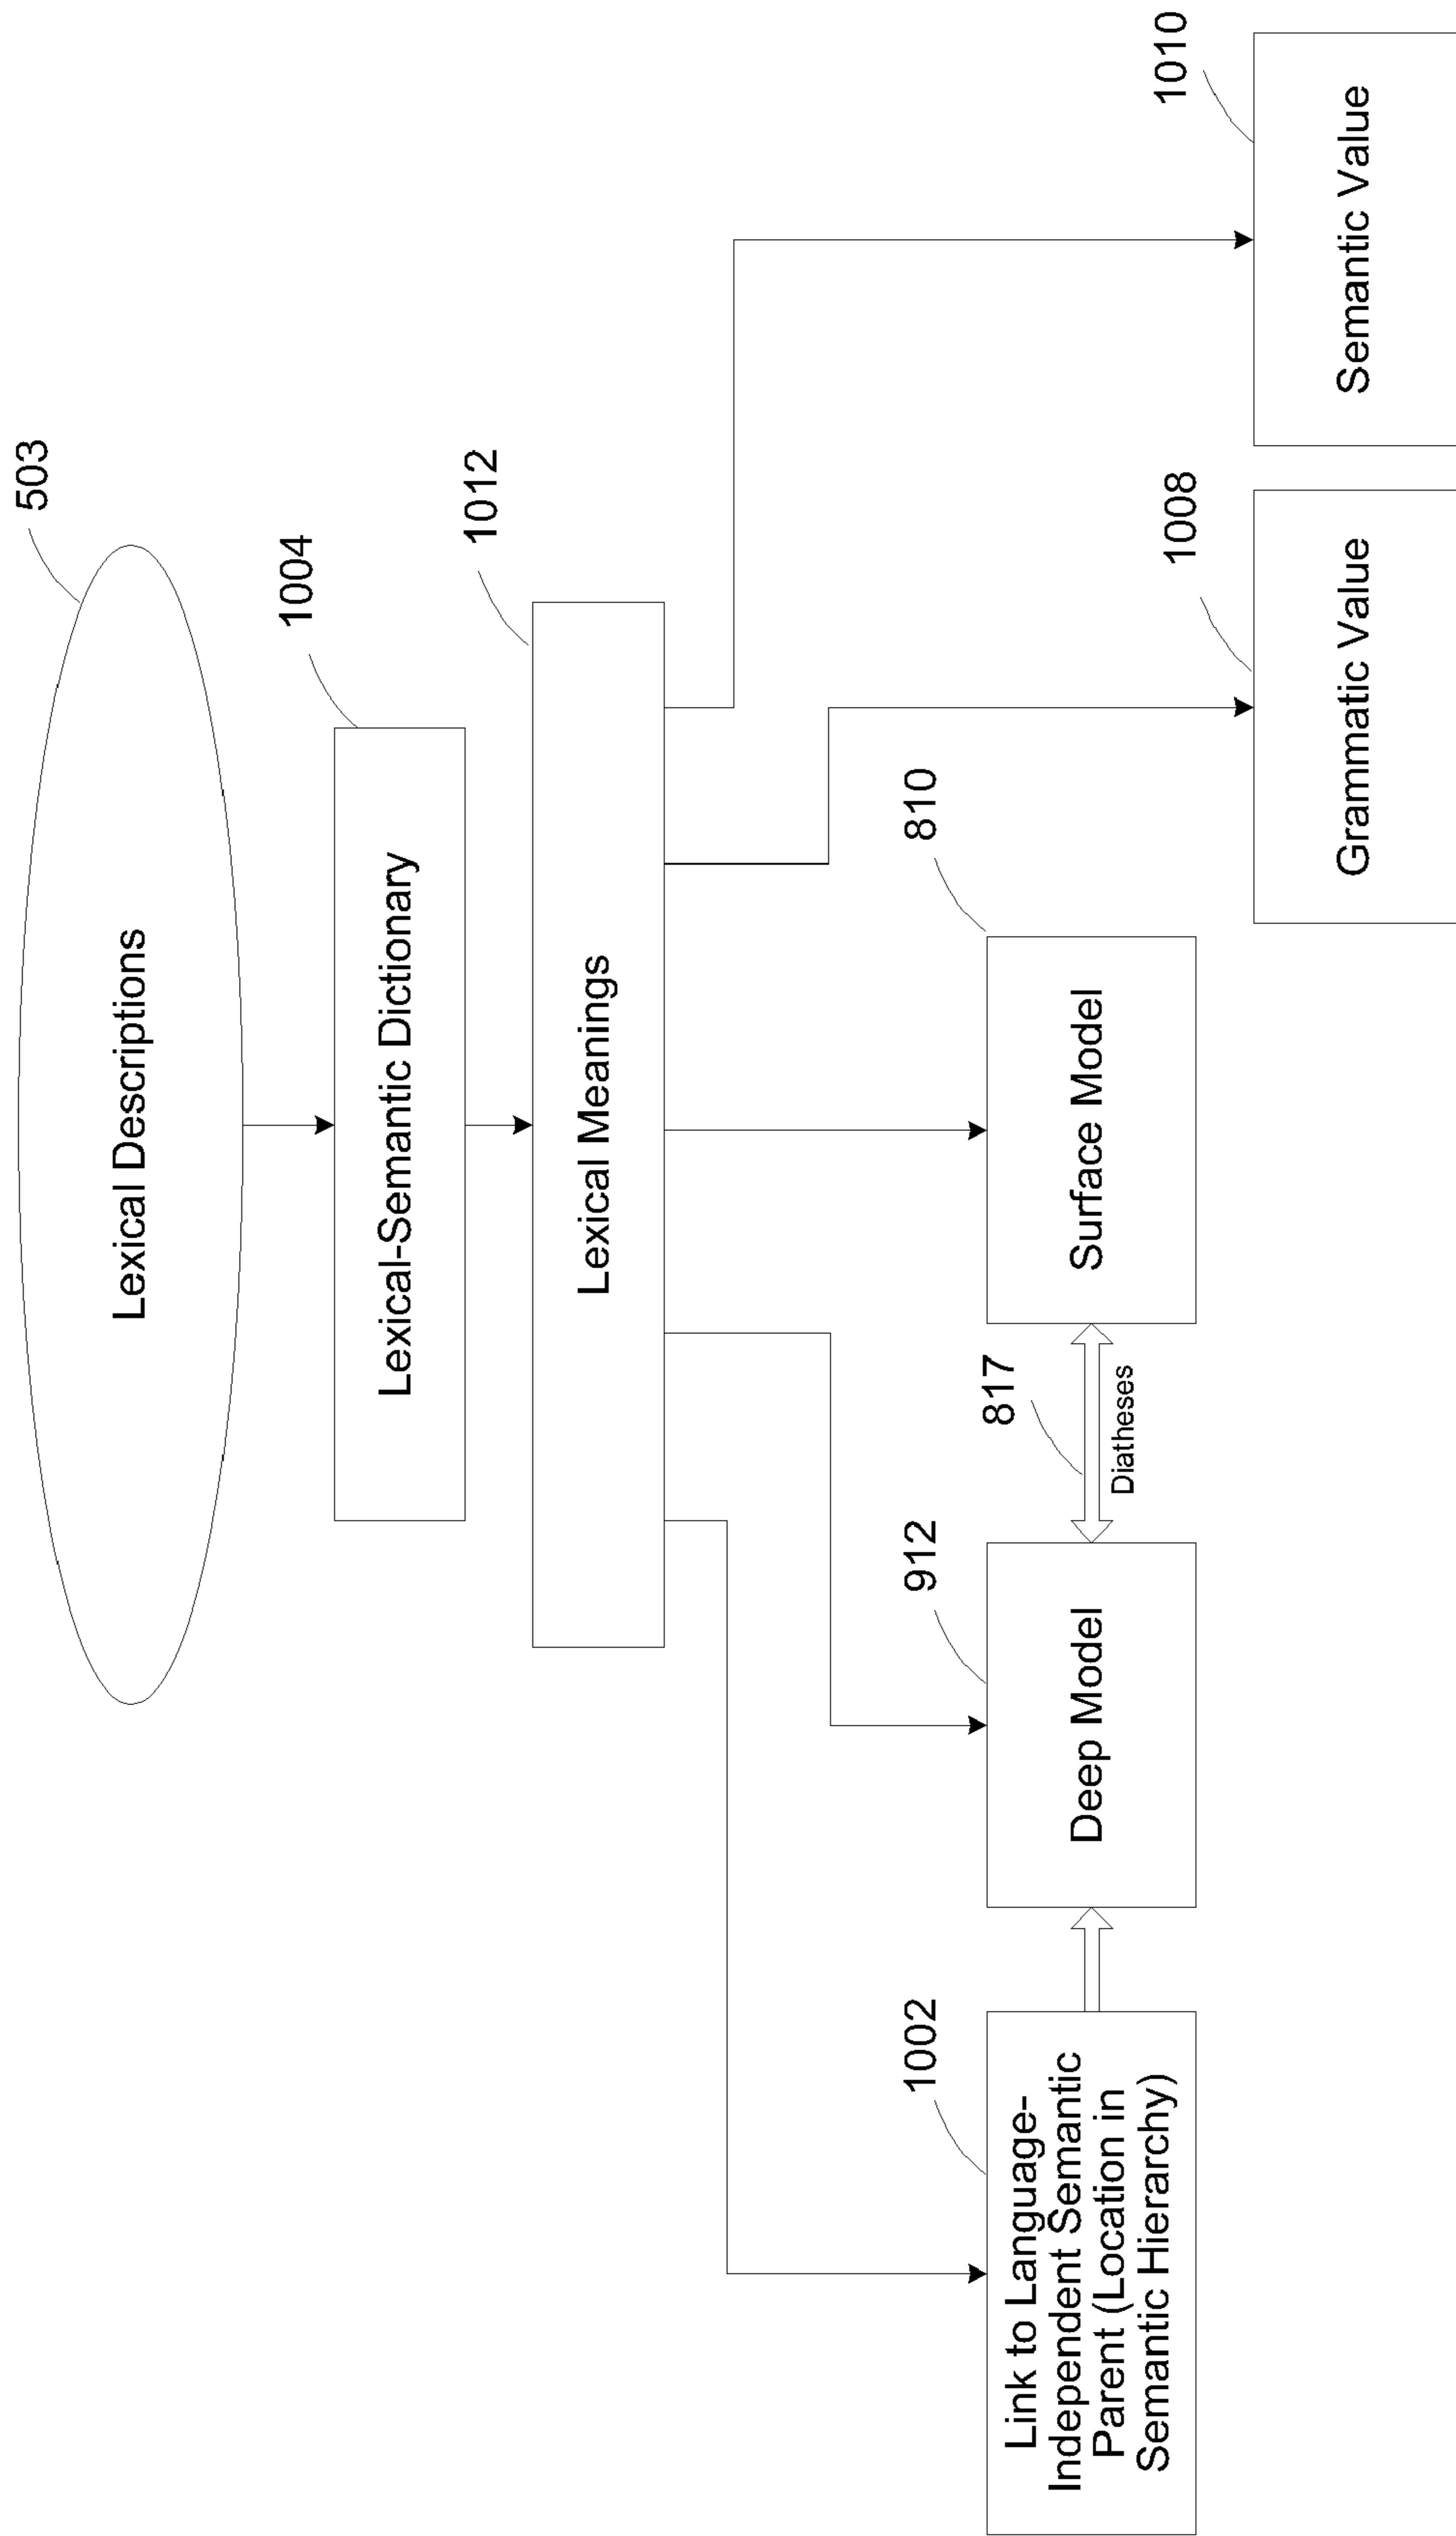 503
Lexical Descriptions
1004
Lexical-Semantic Dictionary
1012
Lexical Meanings
1002
Link to Language-
Independent Semantic
Parent (Location in
Semantic Hierarchy)
912
Deep Model
817
Diatheses
810
Surface Model
1008
Grammatic Value
1010
Semantic Value